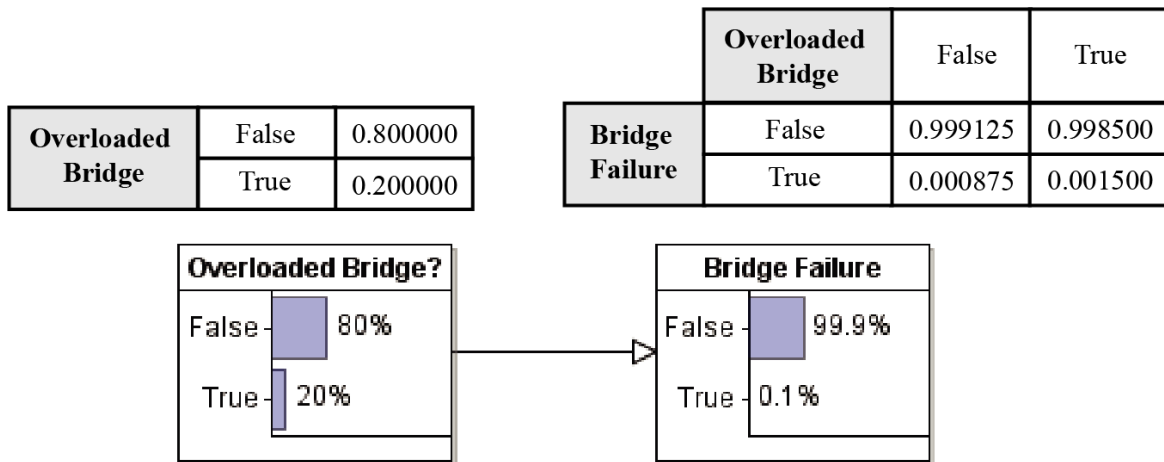 Overloaded
Bridge
False 0.800000
True 0.200000
Overloaded
Bridge
False True
Bridge
Failure
False 0.999125 0.998500
True 0.000875 0.001500
Overloaded Bridge?
False 80%
True 20%
Bridge Failure
False 99.9%
True 0.1%